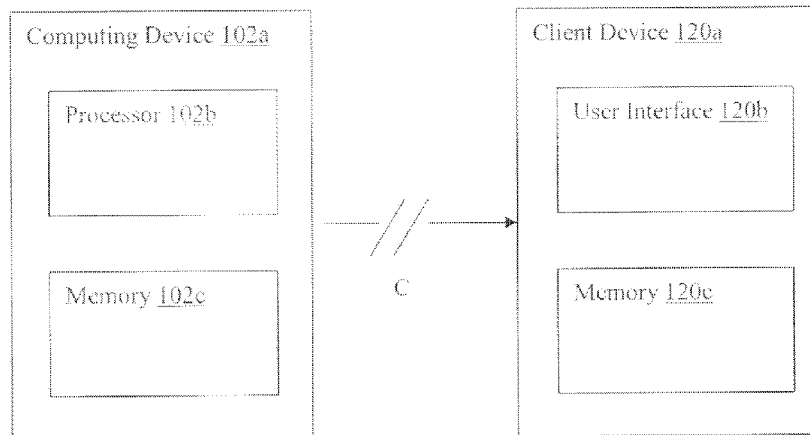 Computing Device 102a
Processor 102b
Memory 102c
C
Client Device 120a
User Interface 120b
Memory 120c